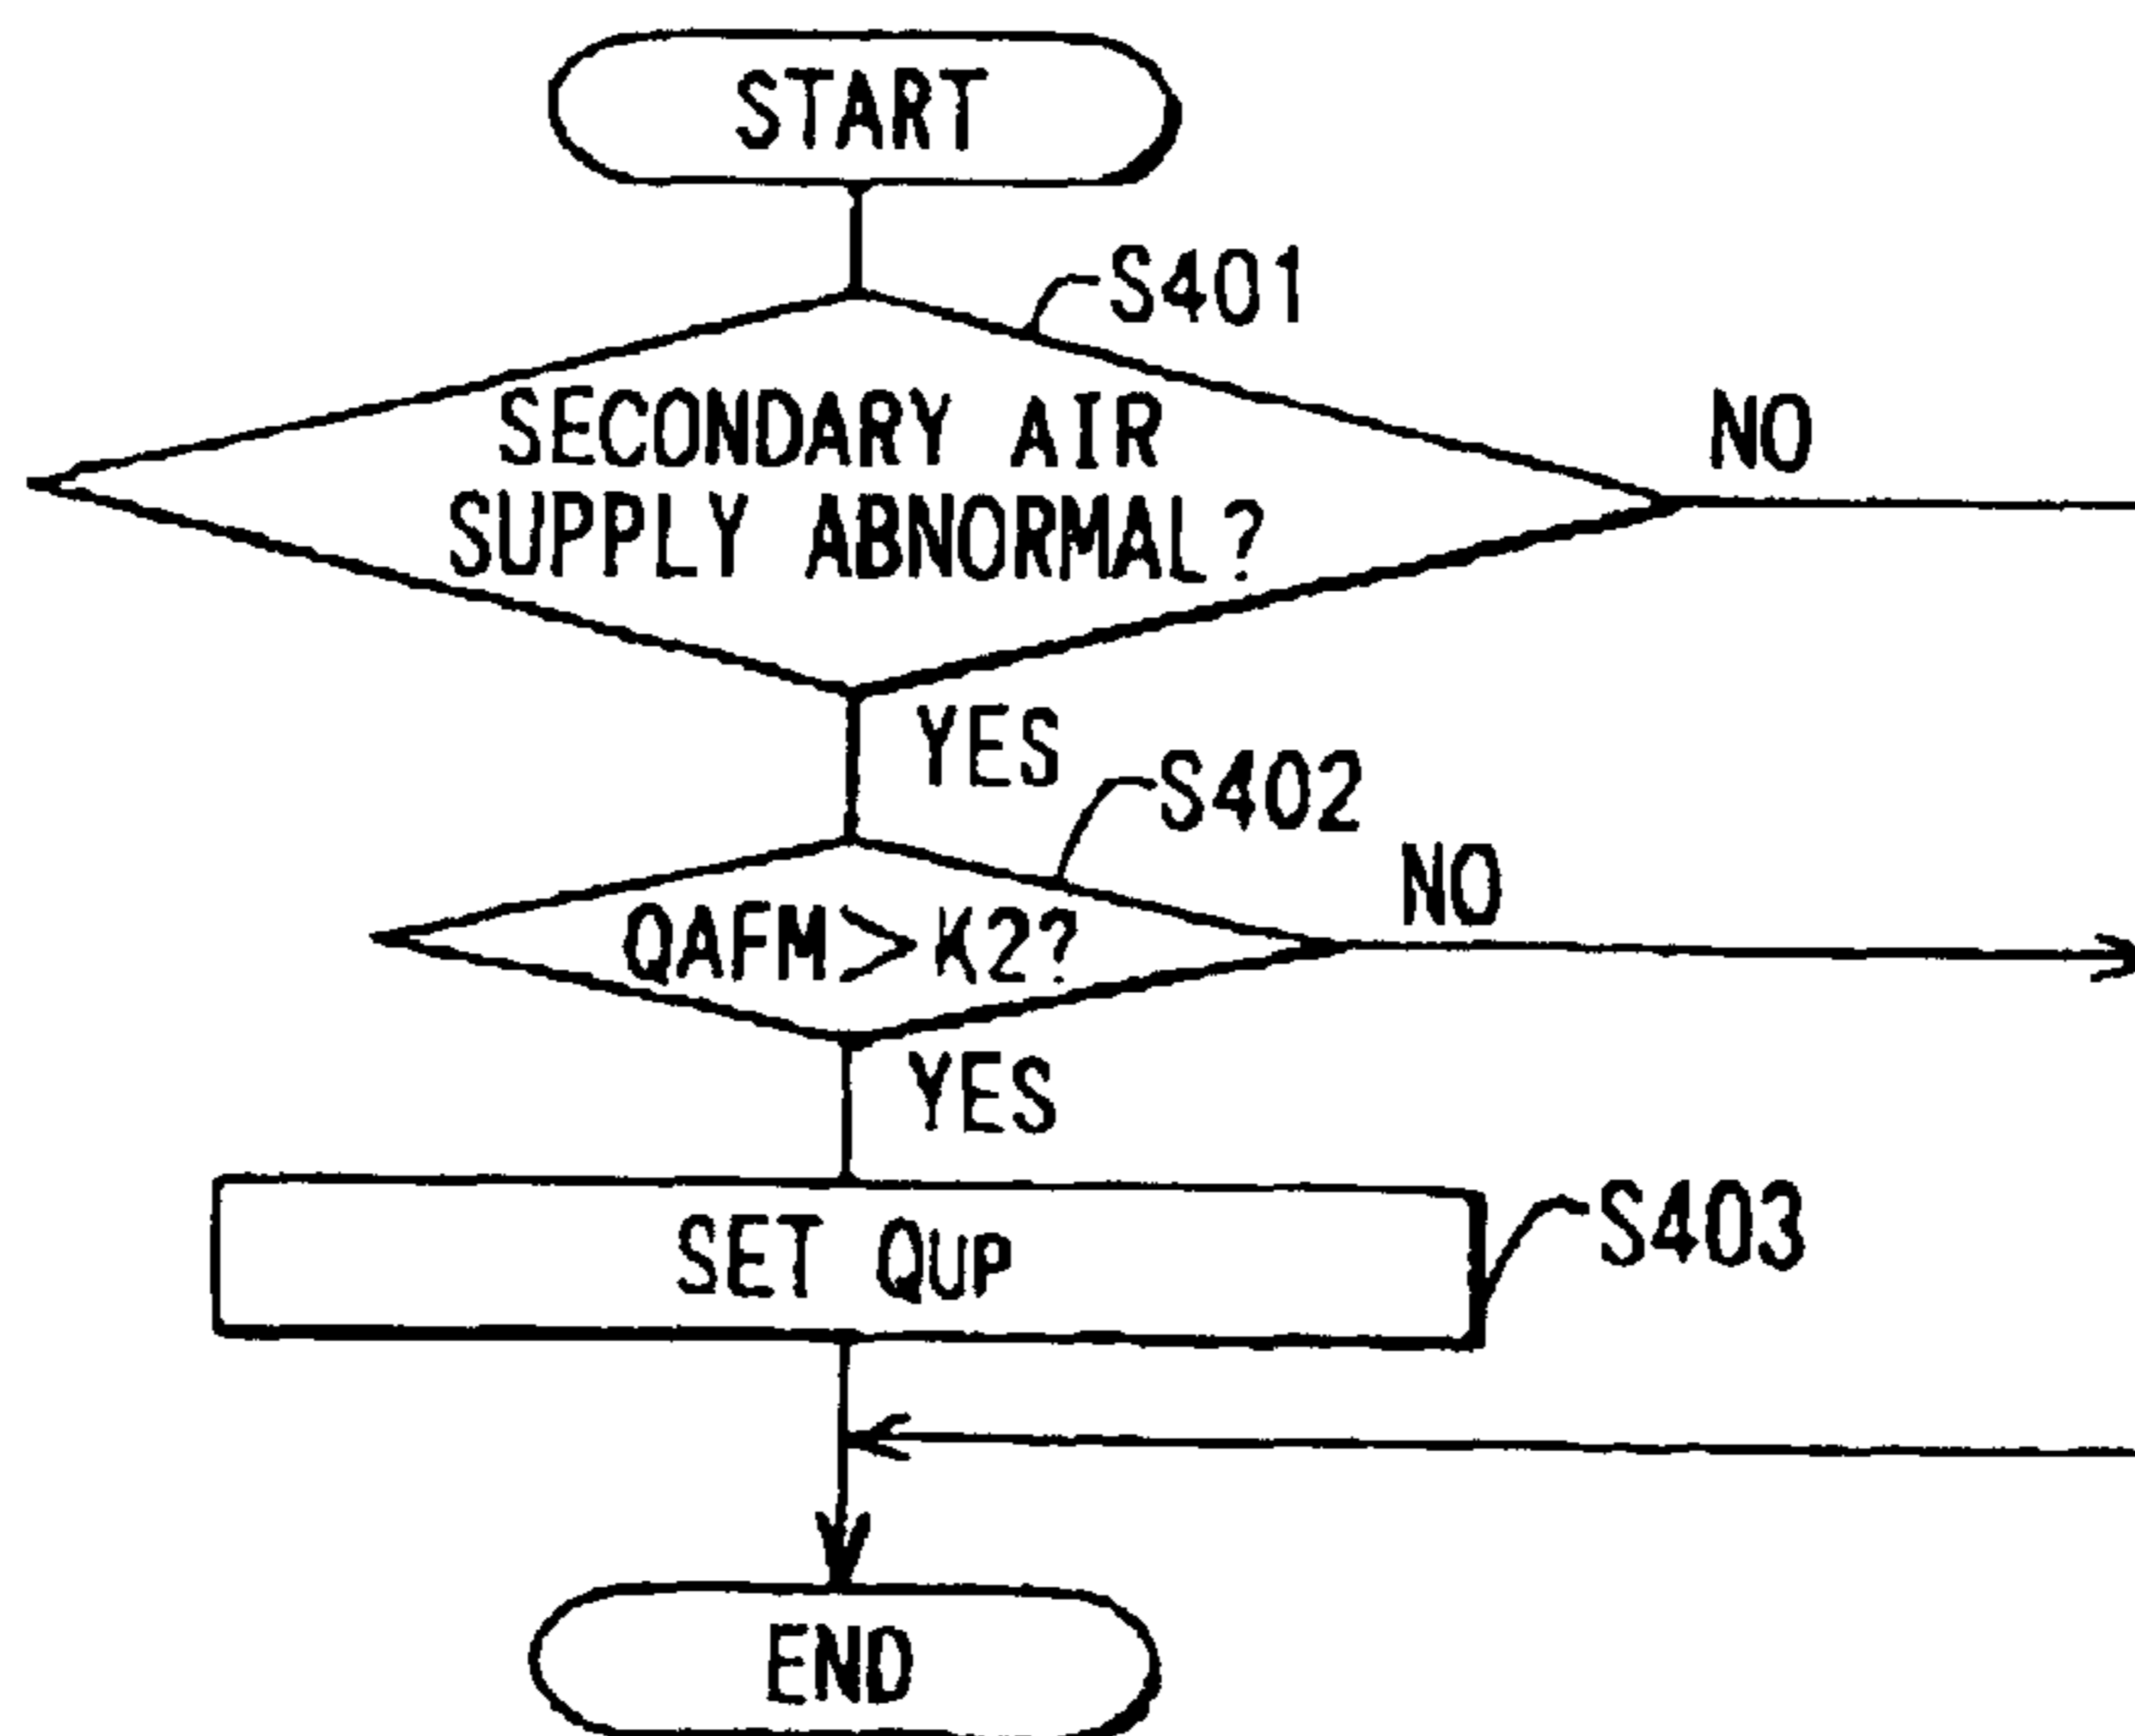 START
S401
SECONDARY AIR
SUPPLY ABNORMAL?
NO
YES
S402
QAFM>K2?
NO
YES
SET QUP
S403
END